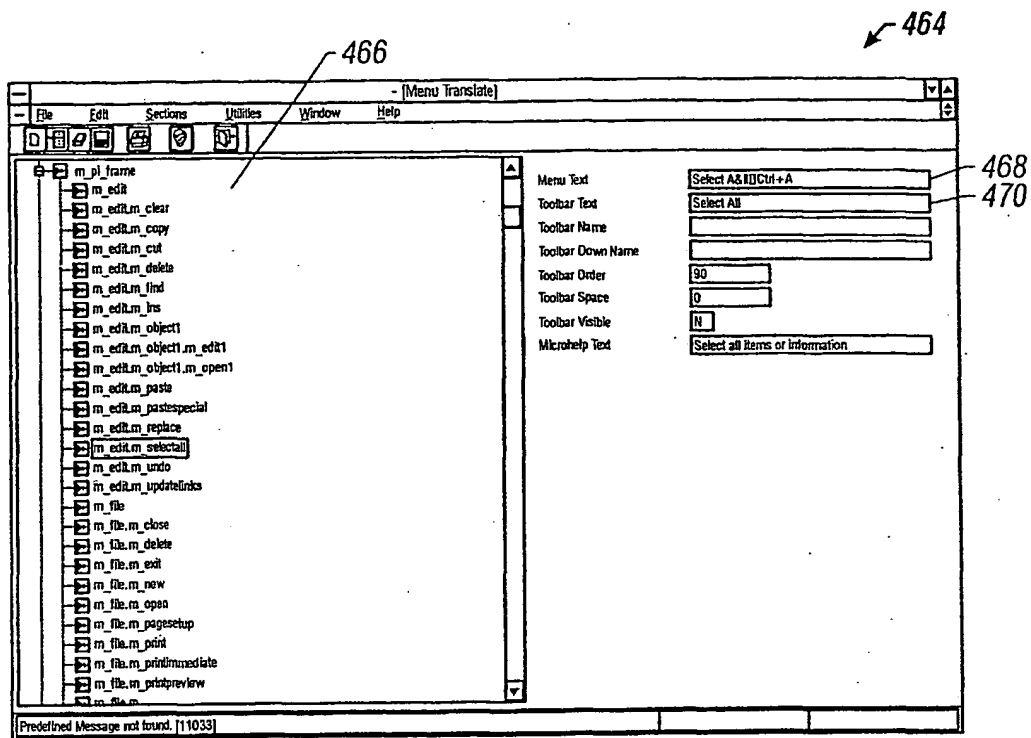 464
466
- [Menu Translate]
File Edit Sections Utilities Window Help
m_pl_frame
m_edit
m_edit.m_clear
m_edit.m_copy
m_edit.m_cut
m_edit.m_delete
m_edit.m_find
m_edit.m_ins
m_edit.m_object1
m_edit.m_object1.m_edit1
m_edit.m_object1.m_open1
m_edit.m_paste
m_edit.m_pastespecial
m_edit.m_replace
m_edit.m_selectall
m_edit.m_undo
m_edit.m_updatelinks
m_file
m_file.m_close
m_file.m_delete
m_file.m_exit
m_file.m_new
m_file.m_open
m_file.m_pagesetup
m_file.m_print
m_file.m_printimmediate
m_file.m_printpreview
Menu Text Select Ctrl+A 468
Toolbar Text Select All 470
Toolbar Name
Toolbar Down Name
Toolbar Order 90
Toolbar Space 0
Toolbar Visible N
Microhelp Text Select all items or information
Predefined Message not found. [11033]